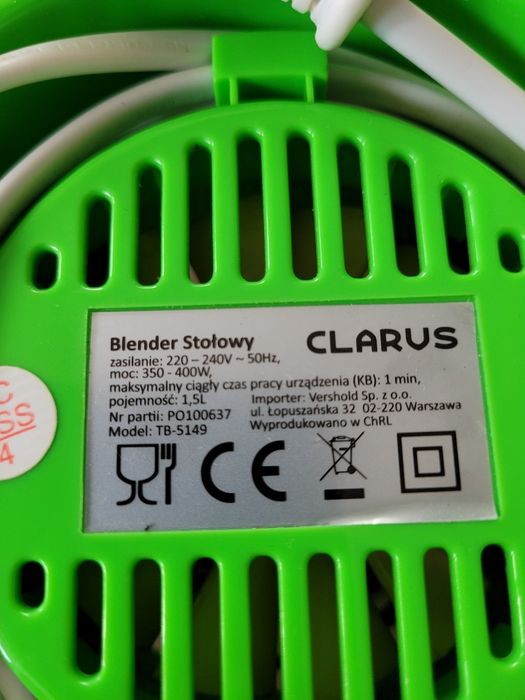 Blender Stołowy
CLARUS
zasilanie: 220 – 240V ~ 50Hz,
moc: 350 - 400W,
maksymalny ciągły czas pracy urządzenia (KB): 1 min,
pojemność: 1,5L
Importer: Vershold Sp. z o.o.
Nr partii: PO100637
ul. Łopuszańska 32 02-220 Warszawa
Model: TB-5149
Wyprodukowano w ChRL
CE
C
SS
4